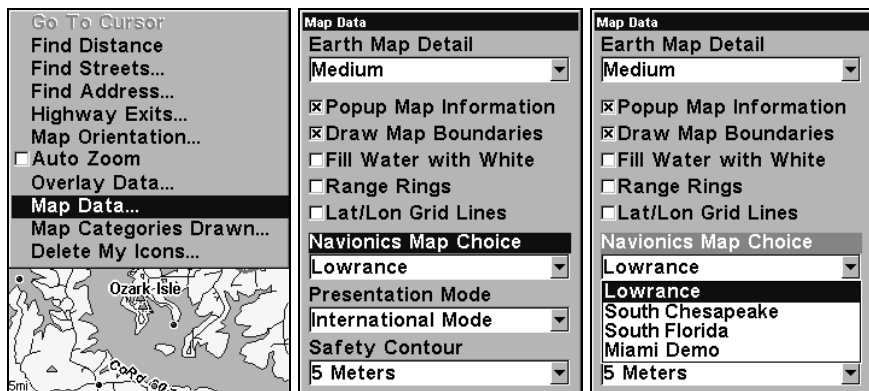 Go To Cursor
Find Distance
Find Streets...
Find Address...
Highway Exits...
Map Orientation...
Auto Zoom
Overlay Data...
Map Data...
Map Categories Drawn...
Delete My Icons...
Ozark Isle
CoRd 60
5mi
Map Data
Earth Map Detail
Medium
Popup Map Information
Draw Map Boundaries
Fill Water with White
Range Rings
Lat/Lon Grid Lines
Navionics Map Choice
Lowrance
Presentation Mode
International Mode
Safety Contour
5 Meters
Map Data
Earth Map Detail
Medium
Popup Map Information
Draw Map Boundaries
Fill Water with White
Range Rings
Lat/Lon Grid Lines
Navionics Map Choice
Lowrance
Lowrance
South Chesapeake
South Florida
Miami Demo
5 Meters